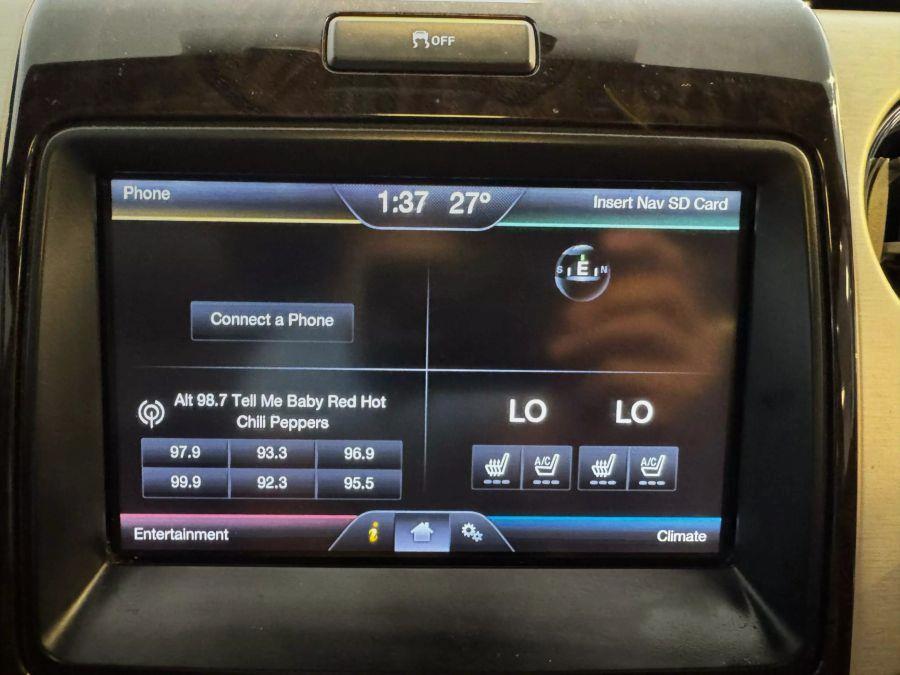 OFF
Phone
1:37 27°
Insert Nav SD Card
S E N
Connect a Phone
Alt 98.7 Tell Me Baby Red Hot
Chili Peppers
97.9 93.3 96.9
99.9 92.3 95.5
LO LO
A/C A/C
Entertainment
i
Climate